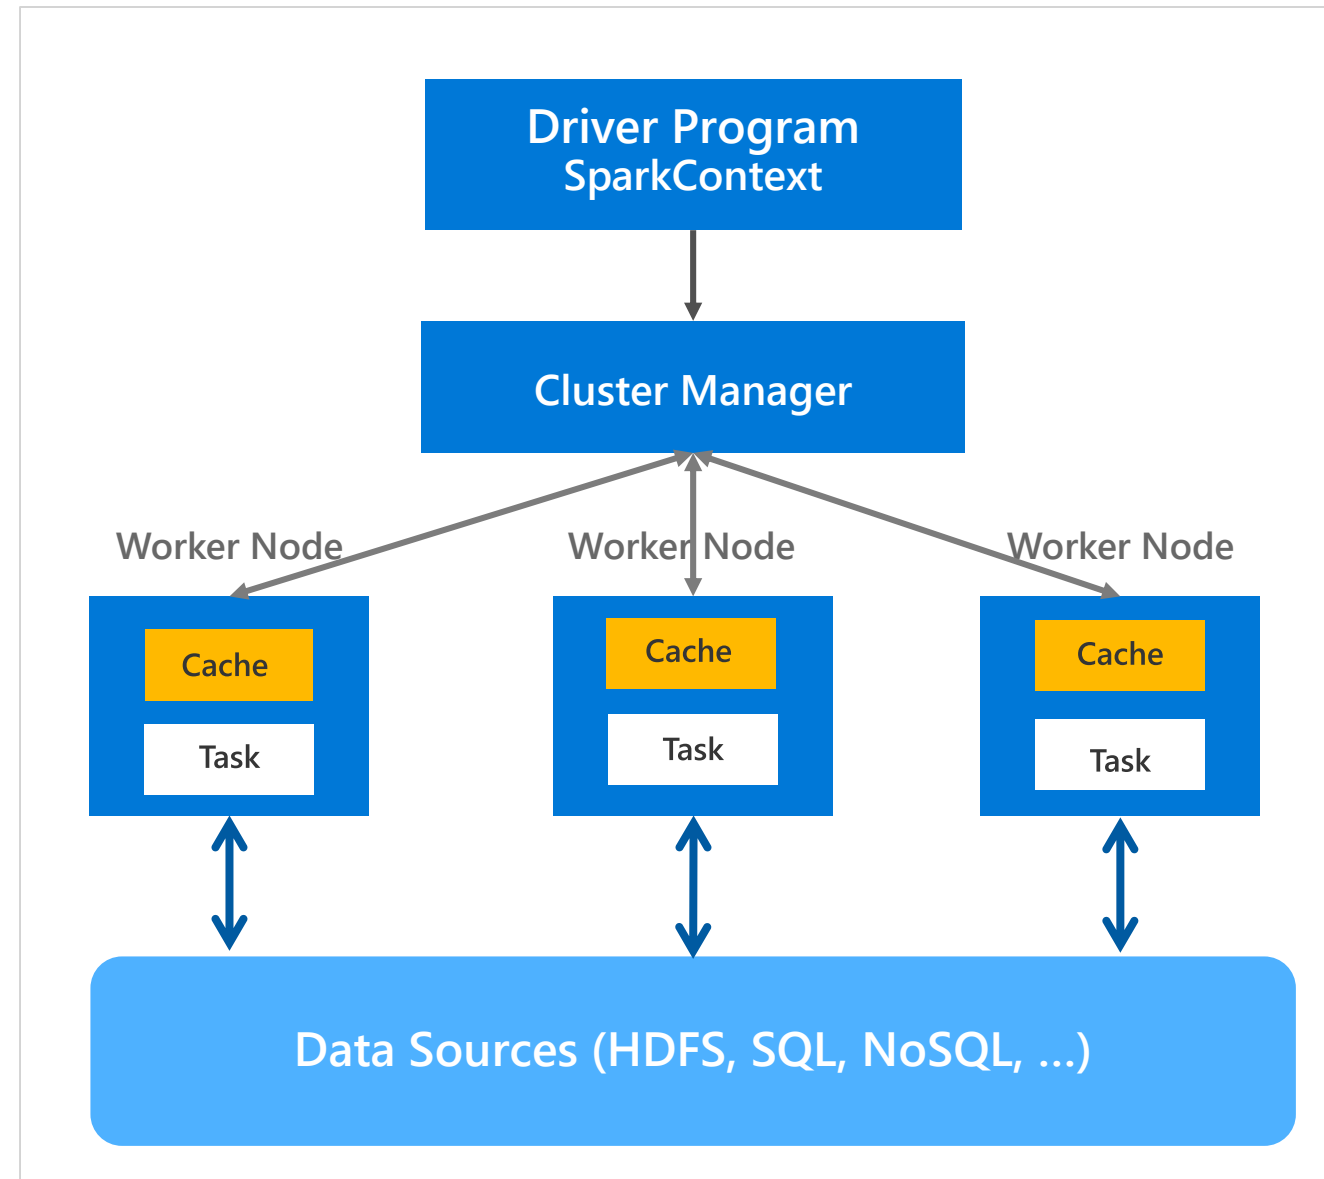 Driver Program
SparkContext
Cluster Manager
Worker Node
Worker Node
Worker Node
Cache
Cache
Cache
Task
Task
Task
Data Sources (HDFS, SQL, NoSQL, ...)